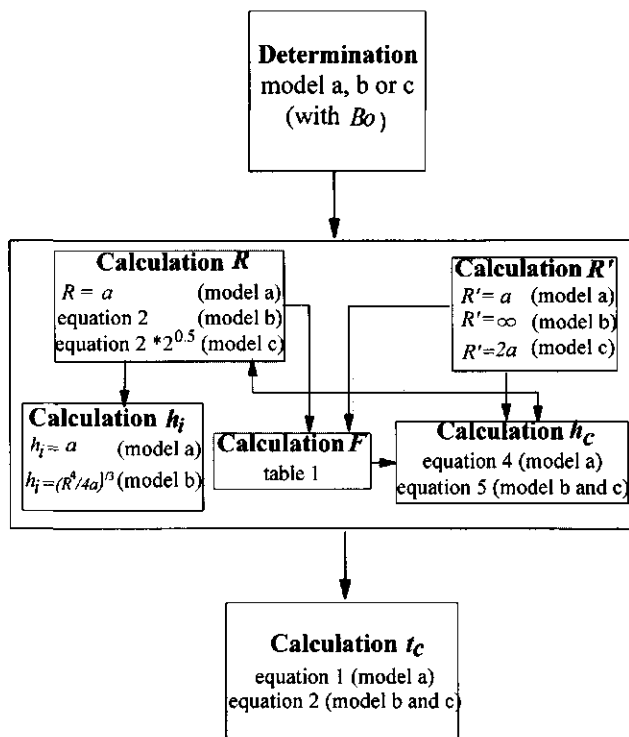 Determination
model a, b or c
(with Bo)
Calculation R
R = a (model a)
equation 2 (model b)
equation 2 *2^0.5 (model c)
Calculation R'
R' = a (model a)
R' = ∞ (model b)
R' = 2a (model c)
Calculation h_i
h_i = a (model a)
h_i = (R^4/4a)^1/3 (model b)
Calculation F
table 1
Calculation h_c
equation 4 (model a)
equation 5 (model b and c)
Calculation t_c
equation 1 (model a)
equation 2 (model b and c)